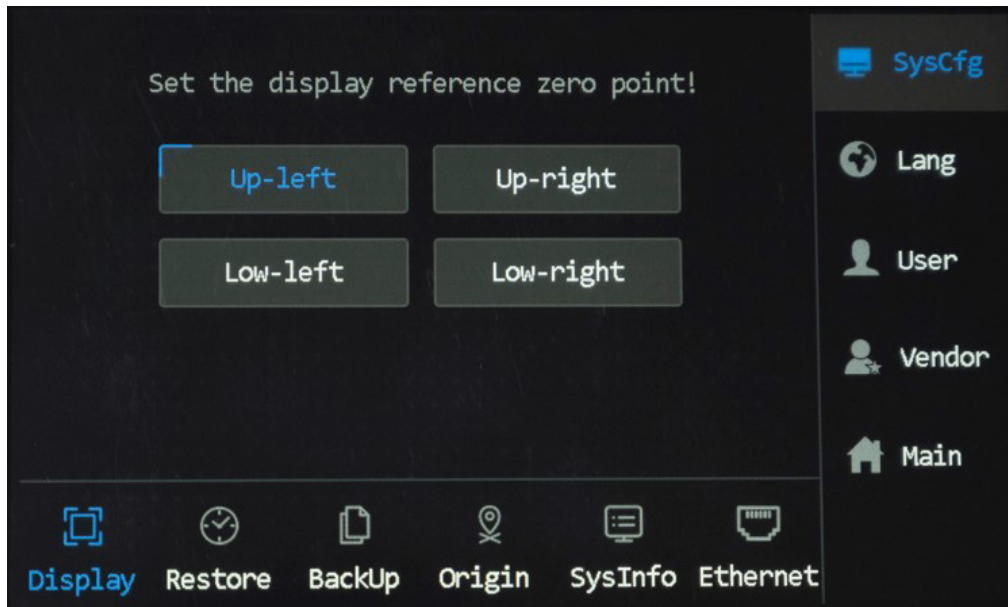 Set the display reference zero point!
Up-left
Up-right
Low-left
Low-right
SysCfg
Lang
User
Vendor
Main
Display
Restore
BackUp
Origin
SysInfo
Ethernet